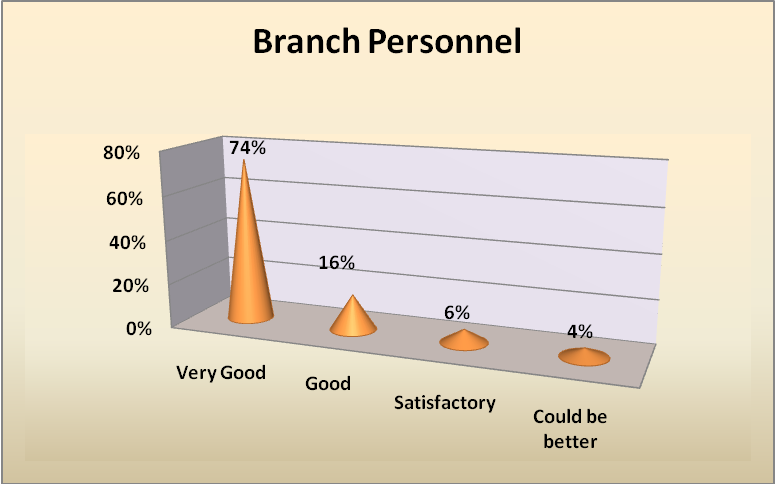 Branch Personnel
80%
60%
40%
20%
0%
74%
16%
6%
4%
Very Good
Good
Satisfactory
Could be
better